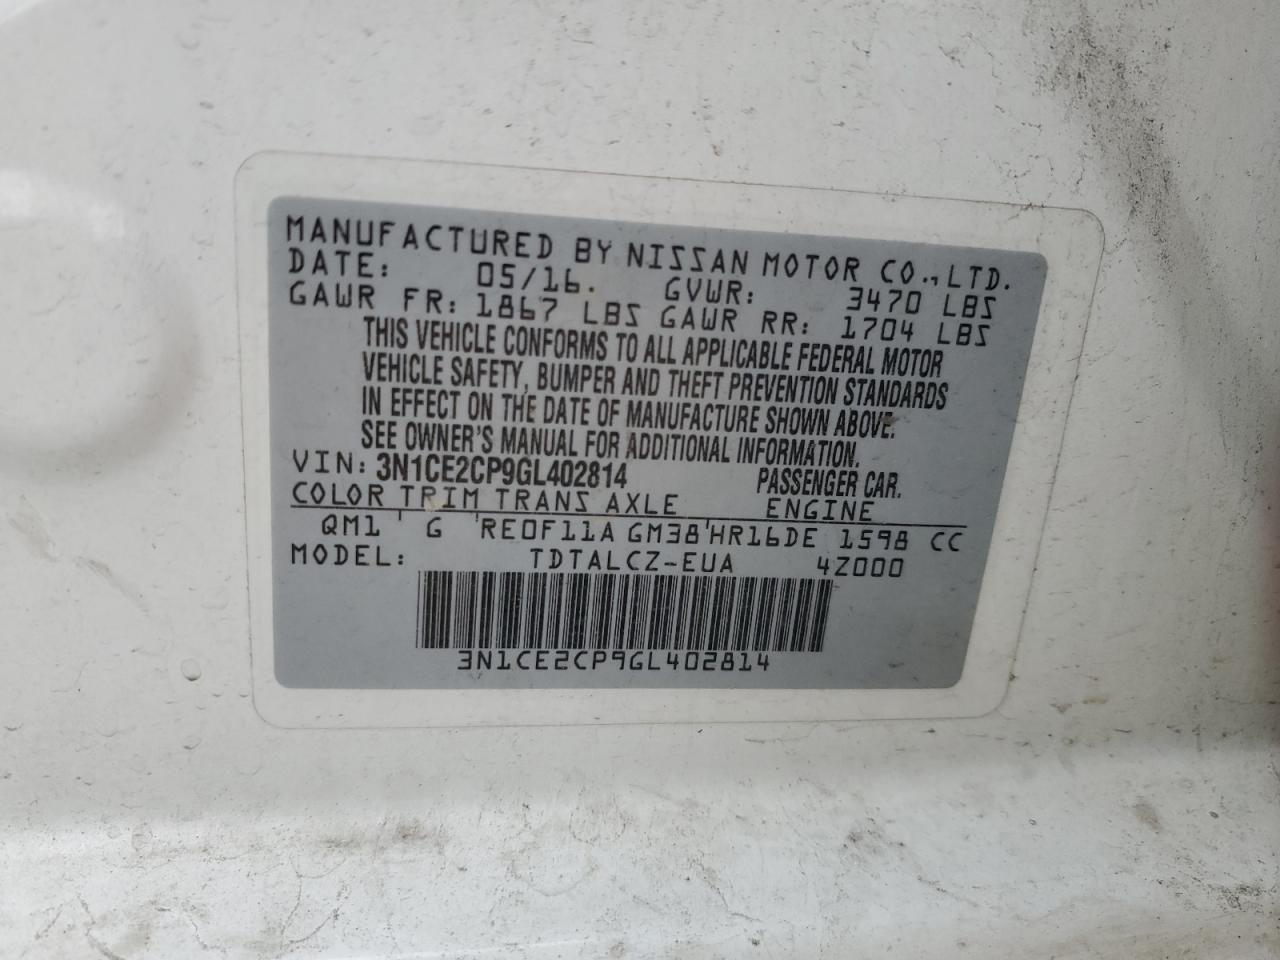 MANUFACTURED BY NISSAN MOTOR CO., LTD.
DATE: 05/16. GVWR: 3470 LBS
GAWR FR: 1867 LBS GAWR RR: 1704 LBS
THIS VEHICLE CONFORMS TO ALL APPLICABLE FEDERAL MOTOR
VEHICLE SAFETY, BUMPER AND THEFT PREVENTION STANDARDS
IN EFFECT ON THE DATE OF MANUFACTURE SHOWN ABOVE.
SEE OWNER'S MANUAL FOR ADDITIONAL INFORMATION.
VIN: 3N1CE2CP9GL402814 PASSENGER CAR.
COLOR TRIM TRANS AXLE ENGINE
QM1 ' G ' RE0F11A GM38 ' HR16DE 1598 CC
MODEL: TDTALCZ-EUA 4Z000
3N1CE2CP9GL402814